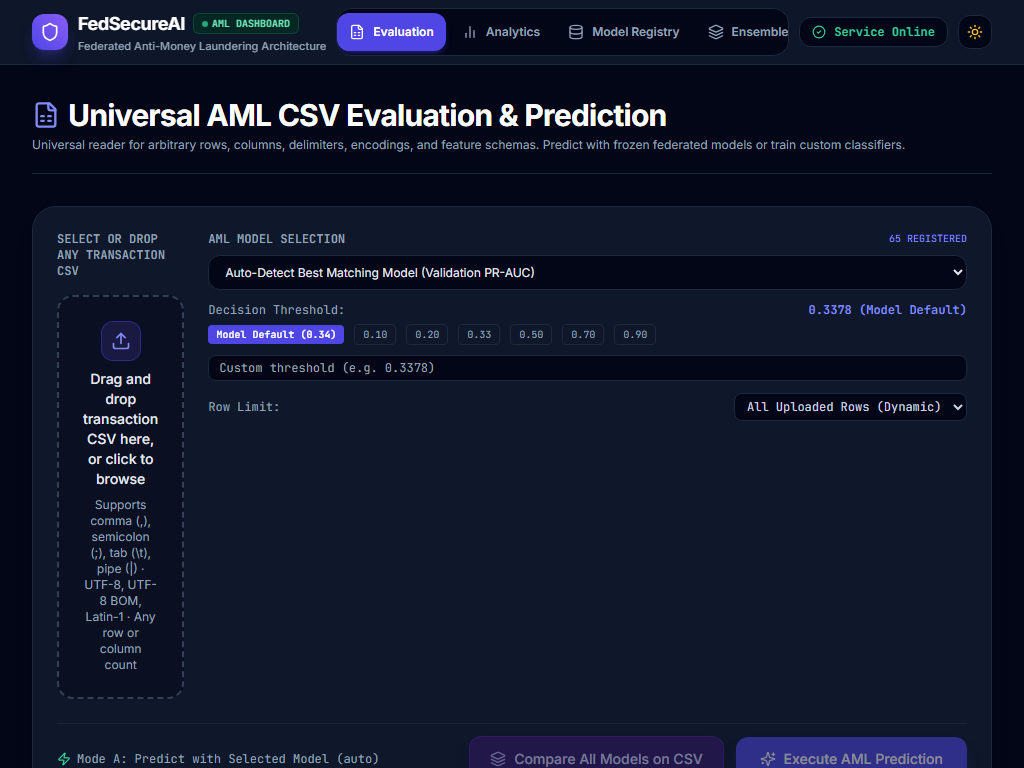 FedSecureAI
AML DASHBOARD
Federated Anti-Money Laundering Architecture
Evaluation
Analytics
Model Registry
Ensemble
Service Online
Universal AML CSV Evaluation & Prediction
Universal reader for arbitrary rows, columns, delimiters, encodings, and feature schemas. Predict with frozen federated models or train custom classifiers.
SELECT OR DROP
ANY TRANSACTION
CSV
Drag and
drop
transaction
CSV here,
or click to
browse
Supports
comma (,),
semicolon
(;), tab (\t),
pipe (|) ·
UTF-8, UTF-
8 BOM,
Latin-1 · Any
row or
column
count
AML MODEL SELECTION
65 REGISTERED
Auto-Detect Best Matching Model (Validation PR-AUC)
Decision Threshold:
0.3378 (Model Default)
Model Default (0.34)
0.10
0.20
0.33
0.50
0.70
0.90
Custom threshold (e.g. 0.3378)
Row Limit:
All Uploaded Rows (Dynamic)
Mode A: Predict with Selected Model (auto)
Compare All Models on CSV
Execute AML Prediction